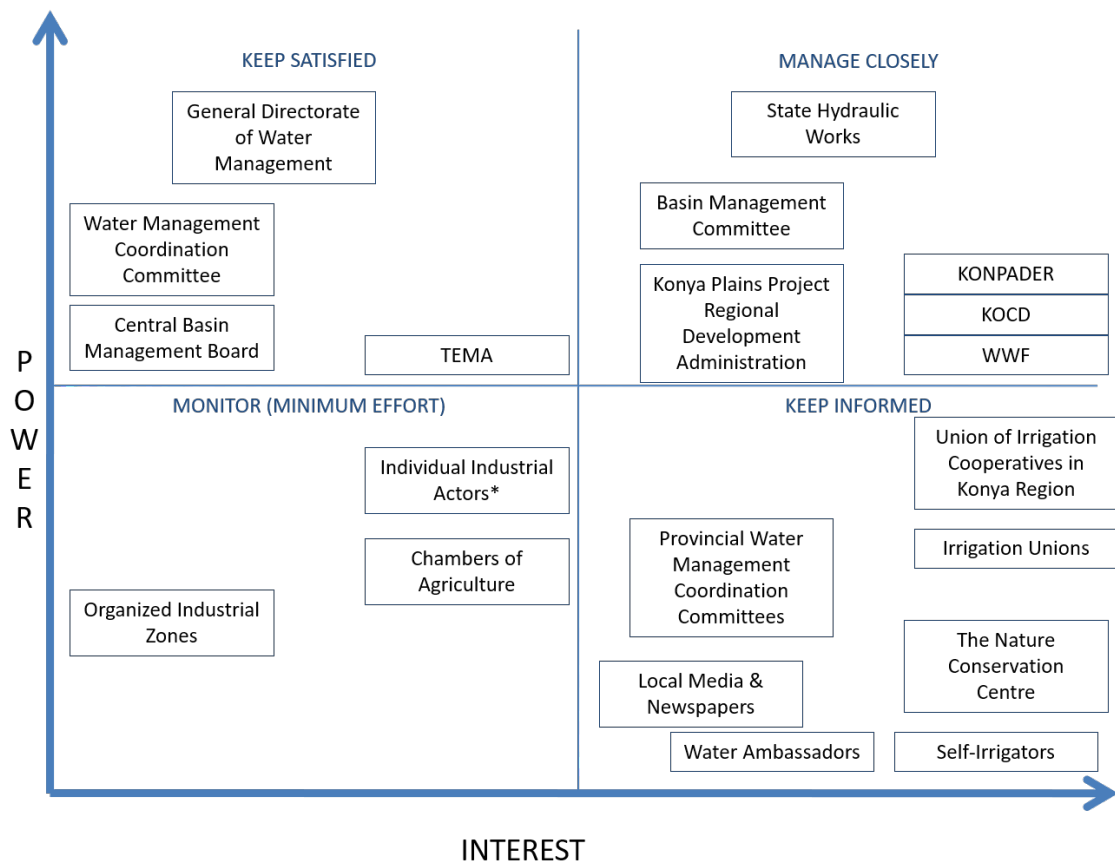 KEEP SATISFIED
General Directorate
of Water
Management
Water Management
Coordination
Committee
Central Basin
Management Board
TEMA
MANAGE CLOSELY
State Hydraulic
Works
Basin Management
Committee
Konya Plains Project
Regional
Development
Administration
KONPADER
KOCD
WWF
POWER
MONITOR (MINIMUM EFFORT)
Individual Industrial
Actors*
Chambers of
Agriculture
Organized Industrial
Zones
KEEP INFORMED
Union of Irrigation
Cooperatives in
Konya Region
Provincial Water
Management
Coordination
Committees
Irrigation Unions
The Nature
Conservation
Centre
Local Media &
Newspapers
Water Ambassadors
Self-Irrigators
INTEREST